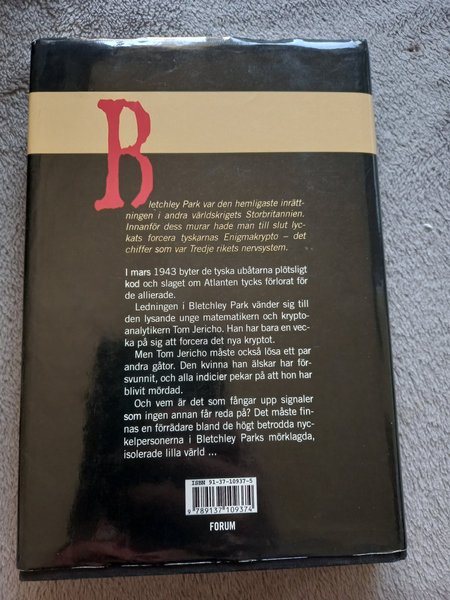 Bletchley Park var den hemligaste inrätt-
ningen i andra världskrigets Storbritannien.
Innanför dess murar hade man till slut lyc-
kats forcera tyskarnas Enigmakrypto – det
chiffer som var Tredje rikets nervsystem.
I mars 1943 byter de tyska ubåtarna plötsligt
kod och slaget om Atlanten tycks förlorat för
de allierade.
Ledningen i Bletchley Park vänder sig till
den lysande unge matematikern och krypto-
analytikern Tom Jericho. Han har bara en vec-
ka på sig att forcera det nya kryptot.
Men Tom Jericho måste också lösa ett par
andra gåtor. Den kvinna han älskar har för-
svunnit, och alla indicier pekar på att hon har
blivit mördad.
Och vem är det som fångar upp signaler
som ingen annan får reda på? Det måste fin-
nas en förrädare bland de högt betrodda nyc-
kelpersonerna i Bletchley Parks mörklagda,
isolerade lilla värld ...
ISBN 91-37-10937-5
9 789137 109374
FORUM